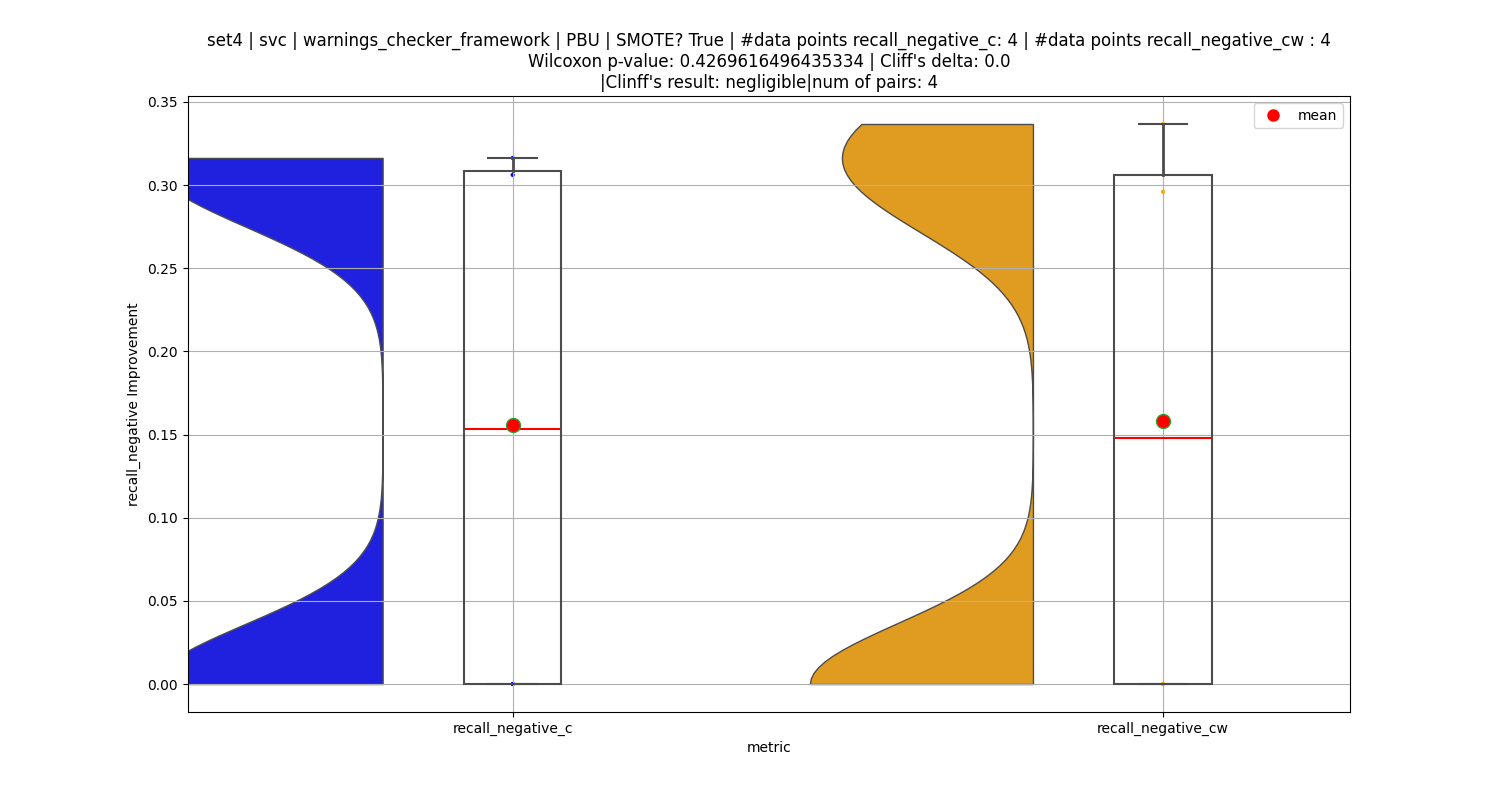 set4 | svc | warnings_checker_framework | PBU | SMOTE? True | #data points recall_negative_c: 4 | #data points recall_negative_cw : 4
Wilcoxon p-value: 0.4269616496435334 | Cliff's delta: 0.0
|Clinff's result: negligible|num of pairs: 4
mean
0.35
0.30
0.25
0.20
0.15
0.10
0.05
0.00
recall_negative Improvement
recall_negative_c
recall_negative_cw
metric